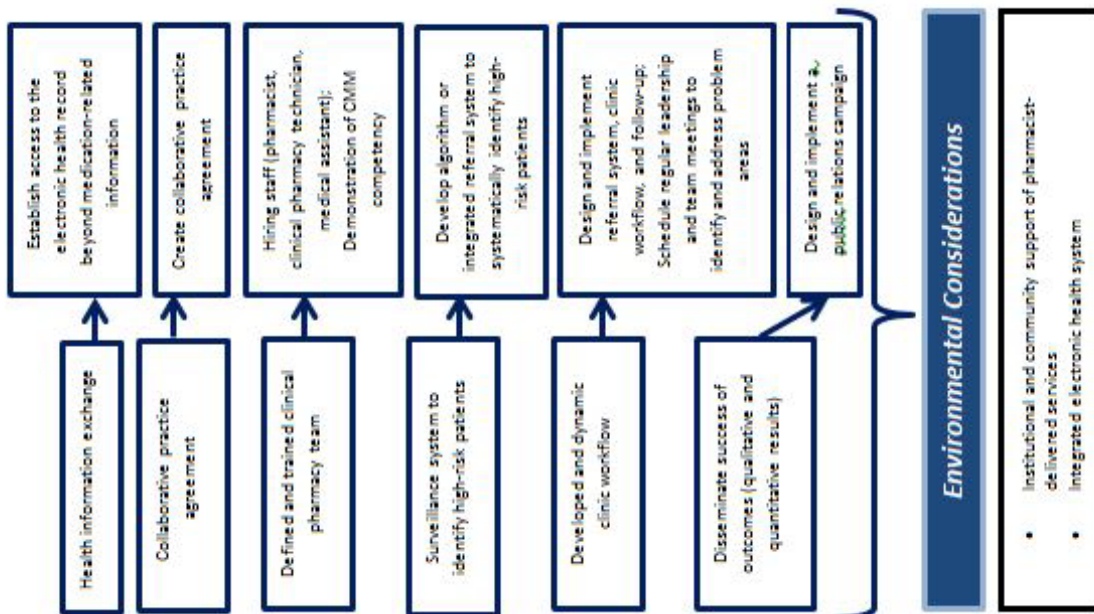 Health information exchange
Establish access to the
electronic health record
beyond medication-related
information
Collaborative practice
agreement
Create collaborative practice
agreement
Defined and trained clinical
pharmacy team
Hiring staff (pharmacist,
clinical pharmacy technician,
medical assistant);
Demonstration of CMM
competency
Surveillance system to
identify high-risk patients
Develop algorithm or
integrated referral system to
systematically identify high-
risk patients
Developed and dynamic
clinic workflow
Design and implement
referral system, clinic
workflow, and follow-up;
Schedule regular leadership
and team meetings to
identify and address problem
areas
Disseminate success of
outcomes (qualitative and
quantitative results)
Design and implement a
public relations campaign
Environmental Considerations
• Institutional and community support of pharmacist-
delivered services
• Integrated electronic health system